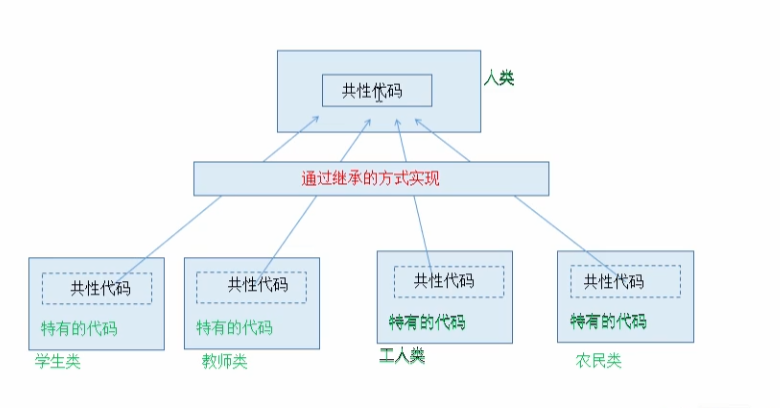 共性代码
人类
通过继承的方式实现
共性代码
共性代码
共性代码
共性代码
特有的代码
特有的代码
特有的代码
特有的代码
学生类
教师类
工人类
农民类